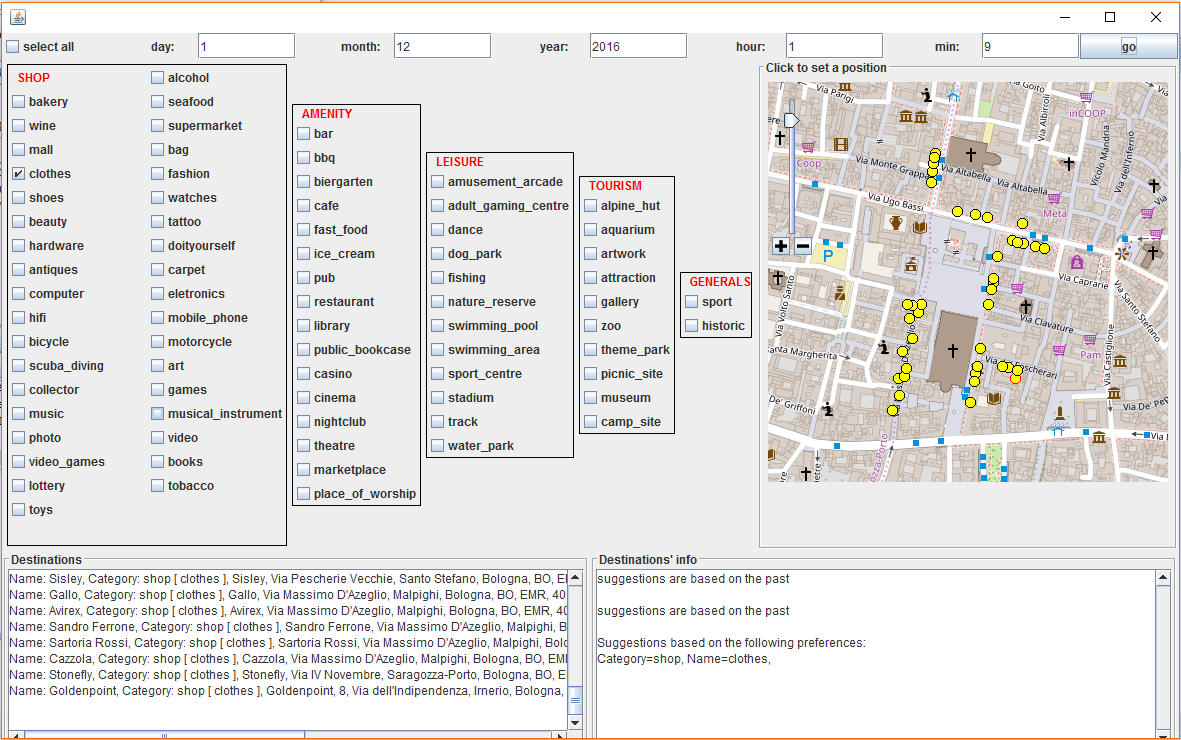 select all day: 1 month: 12 year: 2016 hour: 1 min: 9 go
SHOP
bakery
wine
mall
clothes
shoes
beauty
hardware
antiques
computer
hifi
bicycle
scuba_diving
collector
music
photo
video_games
lottery
toys
alcohol
seafood
supermarket
bag
fashion
watches
tattoo
doityourself
carpet
eletronics
mobile_phone
motorcycle
art
games
musical_instrument
video
books
tobacco
AMENITY
bar
bbq
biergarten
cafe
fast_food
ice_cream
pub
restaurant
library
public_bookcase
casino
cinema
nightclub
theatre
marketplace
place_of_worship
LEISURE
amusement_arcade
adult_gaming_centre
dance
dog_park
fishing
nature_reserve
swimming_pool
swimming_area
sport_centre
stadium
track
water_park
TOURISM
alpine_hut
aquarium
artwork
attraction
gallery
zoo
theme_park
picnic_site
museum
camp_site
GENERALS
sport
historic
Click to set a position
Via Parigi
Goito
inCOOP
Via Albiroli
Vicolo Mandria
Via dell'Inferno
Coop
Via Monte Grappa
Via Altabella
Via Altabella
Via Ugo Bassi
Meta
P
Via Caprarie
Via Santo Stefano
Via Volto Santo
Via Clavature
Santa Margherita
Pam
Via Castiglione
De' Griffoni
Via De'
Destinations
Name: Sisley, Category: shop [ clothes ], Sisley, Via Pescherie Vecchie, Santo Stefano, Bologna, BO, EI
Name: Gallo, Category: shop [ clothes ], Gallo, Via Massimo D'Azeglio, Malpighi, Bologna, BO, EMR, 40
Name: Avirex, Category: shop [ clothes ], Avirex, Via Massimo D'Azeglio, Malpighi, Bologna, BO, EMR, 40
Name: Sandro Ferrone, Category: shop [ clothes ], Sandro Ferrone, Via Massimo D'Azeglio, Malpighi, B
Name: Sartoria Rossi, Category: shop [ clothes ], Sartoria Rossi, Via Massimo D'Azeglio, Malpighi, Bolo
Name: Cazzola, Category: shop [ clothes ], Cazzola, Via Massimo D'Azeglio, Malpighi, Bologna, BO, EMI
Name: Stonefly, Category: shop [ clothes ], Stonefly, Via IV Novembre, Saragozza-Porto, Bologna, BO, E
Name: Goldenpoint, Category: shop [ clothes ], Goldenpoint, 8, Via dell'Indipendenza, Irnerio, Bologna,
Destinations' info
suggestions are based on the past
suggestions are based on the past
Suggestions based on the following preferences:
Category=shop, Name=clothes,